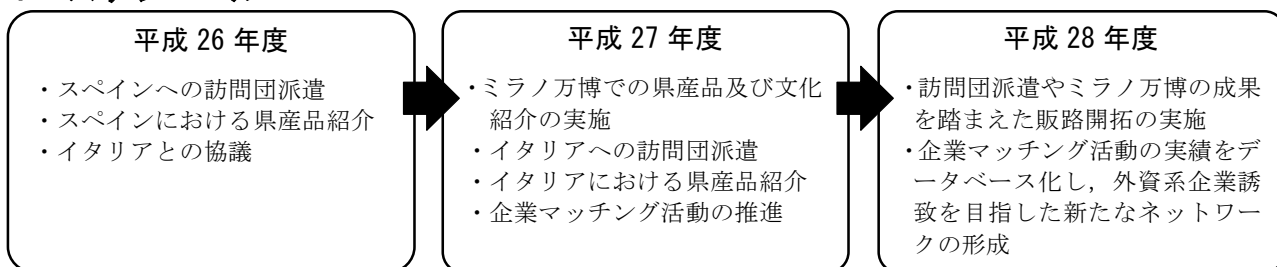 平成 26 年度
・スペインへの訪問団派遣
・スペインにおける県産品紹介
・イタリアとの協議
平成 27 年度
・ミラノ万博での県産品及び文化
紹介の実施
・イタリアへの訪問団派遣
・イタリアにおける県産品紹介
・企業マッチング活動の推進
平成 28 年度
・訪問団派遣やミラノ万博の成果
を踏まえた販路開拓の実施
・企業マッチング活動の実績をデ
ータベース化し，外資系企業誘
致を目指した新たなネットワー
クの形成